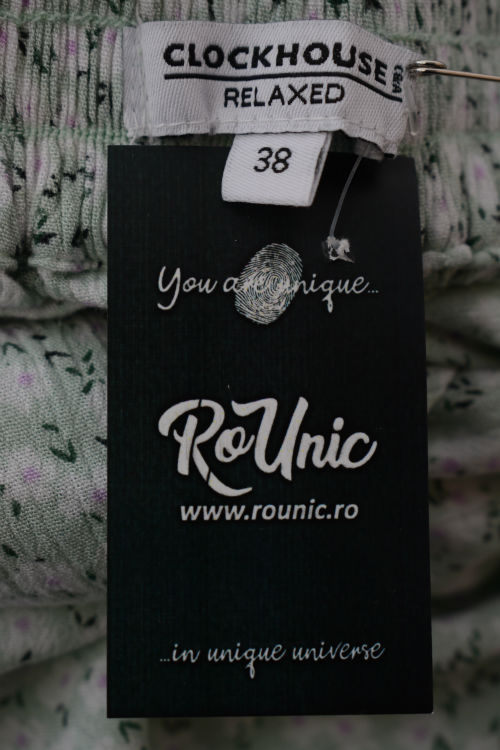 CLOCKHOUSE
RELAXED
38
You are unique...
RoUnic
www.rounic.ro
...in unique universe